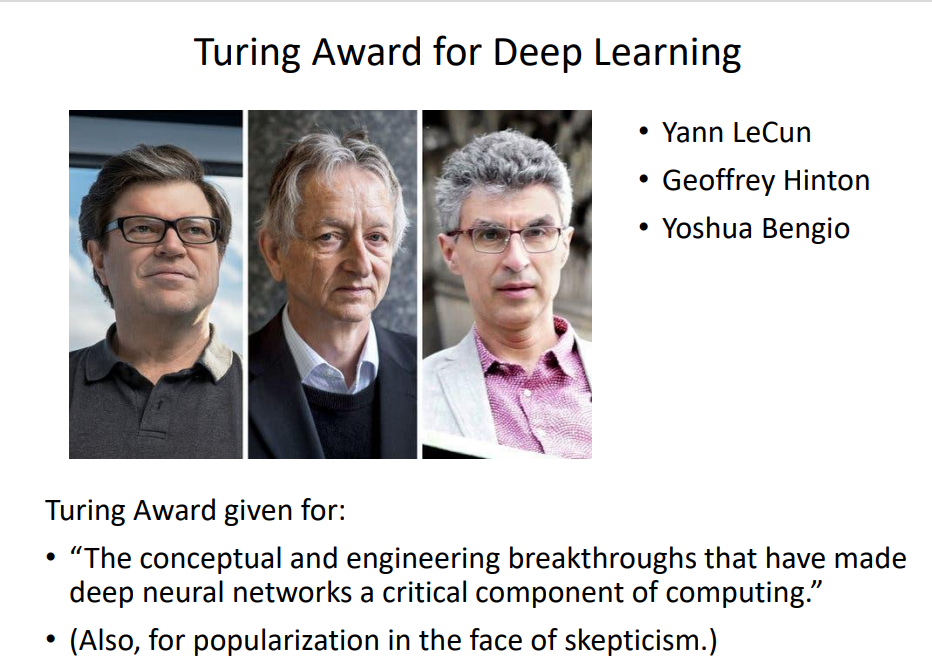 Turing Award for Deep Learning
• Yann LeCun
• Geoffrey Hinton
• Yoshua Bengio
Turing Award given for:
• “The conceptual and engineering breakthroughs that have made
deep neural networks a critical component of computing.”
• (Also, for popularization in the face of skepticism.)